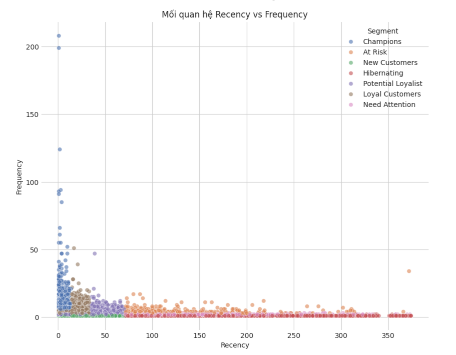 Mối quan hệ Recency vs Frequency
Segment
Champions
At Risk
New Customers
Hibernating
Potential Loyalist
Loyal Customers
Need Attention
Frequency
200
150
100
50
0
0
50
100
150
200
250
300
350
Recency